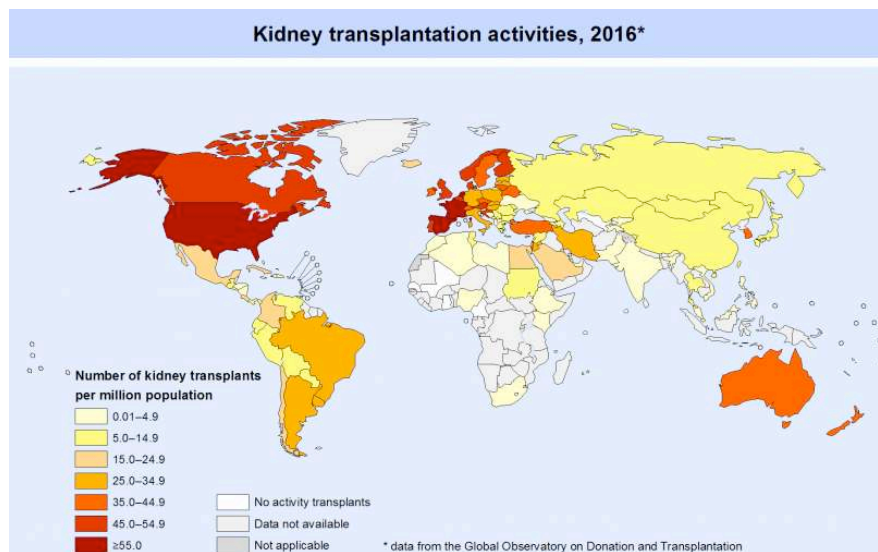 Kidney transplantation activities, 2016*
Number of kidney transplants
per million population
0.01–4.9
5.0–14.9
15.0–24.9
25.0–34.9
35.0–44.9
45.0–54.9
≥55.0
No activity transplants
Data not available
Not applicable
* data from the Global Observatory on Donation and Transplantation